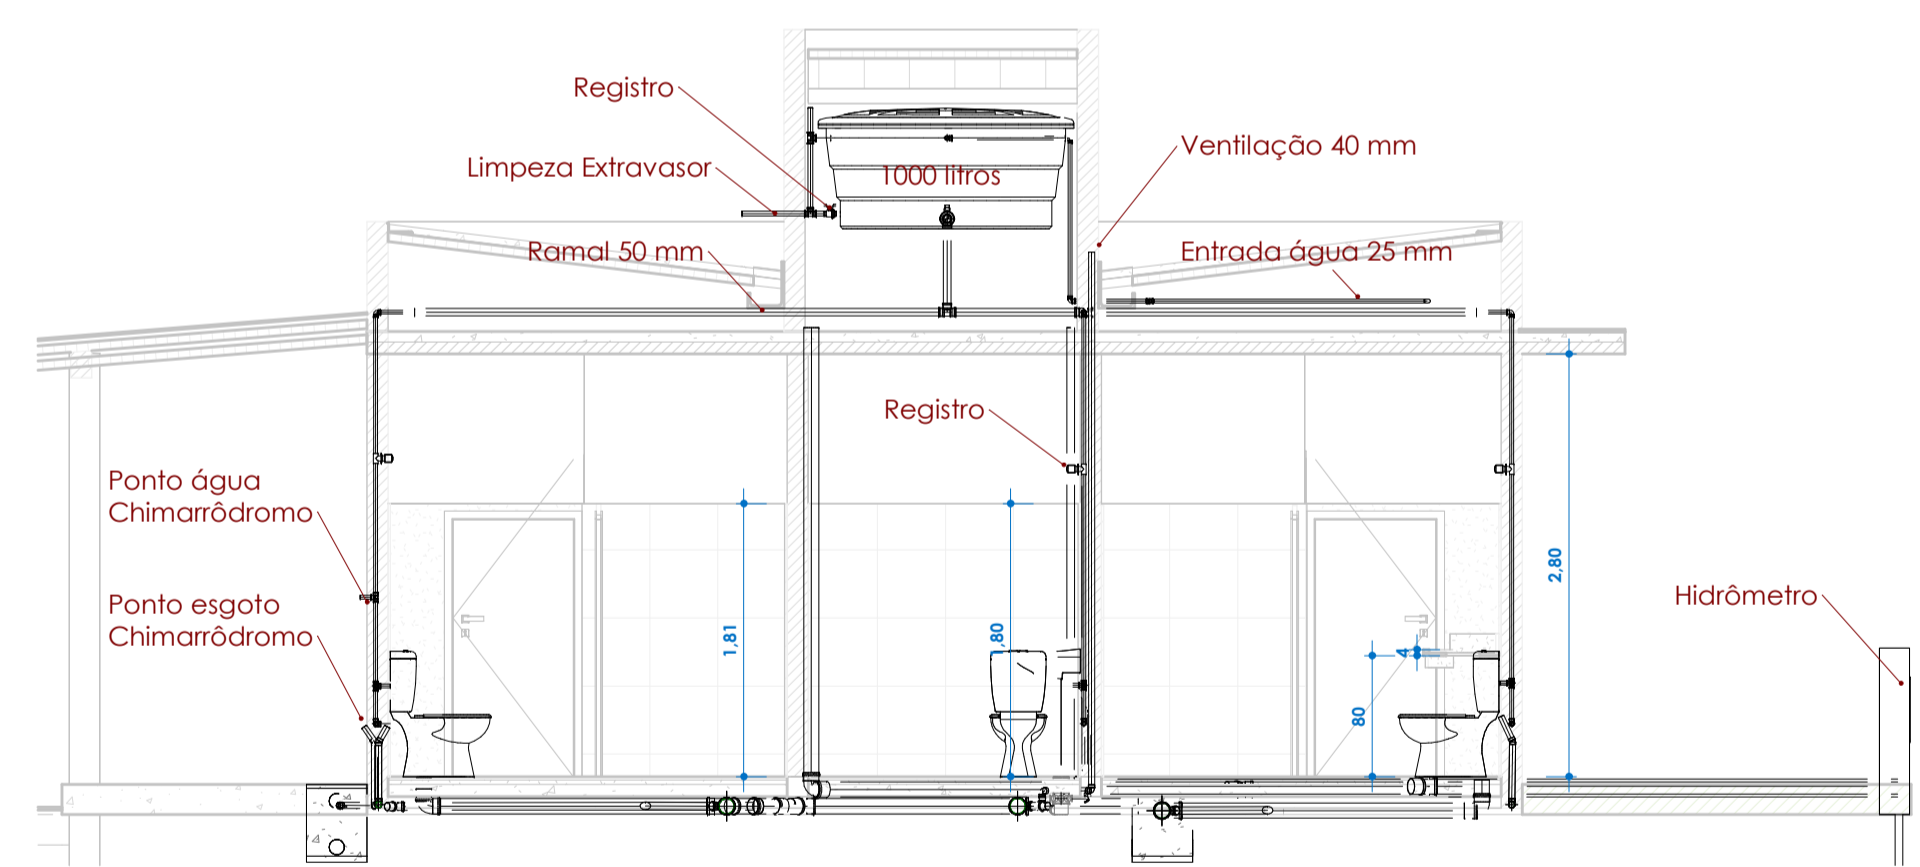 Registro
Ventilação 40 mm
Limpeza Extravasor
1000 litros
Ramal 50 mm
Entrada água 25 mm
Registro
Ponto água
Chimarrôdromo
2,80
Ponto esgoto
Chimarrôdromo
1,81
1,80
4
80
Hidrômetro